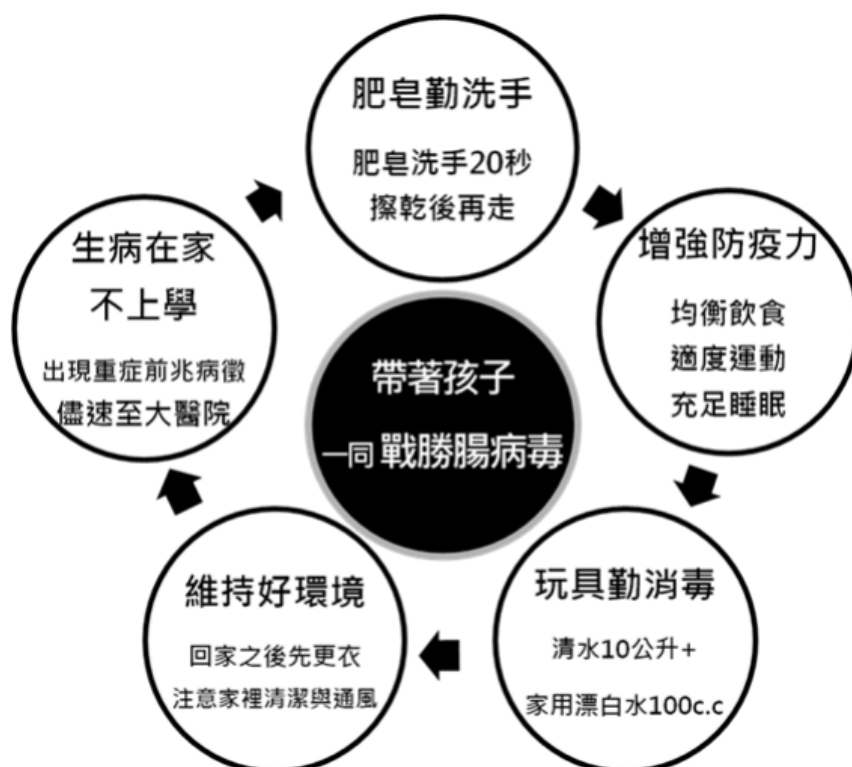 肥皂勤洗手
肥皂洗手20秒
擦乾後再走
增強防疫力
均衡飲食
適度運動
充足睡眠
玩具勤消毒
清水10公升+
家用漂白水100c.c
維持好環境
回家之後先更衣
注意家裡清潔與通風
生病在家
不上學
出現重症前兆病徵
儘速至大醫院
帶著孩子
一同戰勝腸病毒